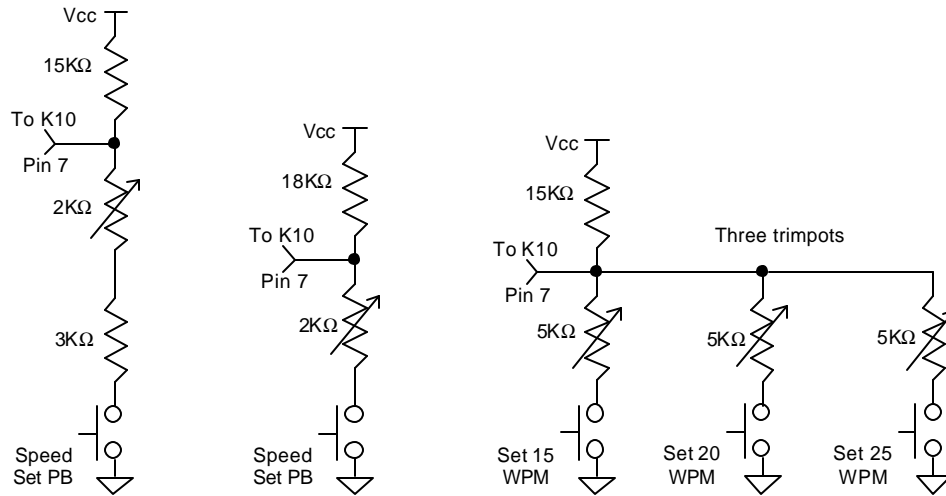 Vcc
15KΩ
To K10
Pin 7
2KΩ
3KΩ
Speed
Set PB
Vcc
18KΩ
To K10
Pin 7
2KΩ
Speed
Set PB
Vcc
15KΩ
To K10
Pin 7
Three trimpots
5KΩ
5KΩ
5KΩ
Set 15
WPM
Set 20
WPM
Set 25
WPM